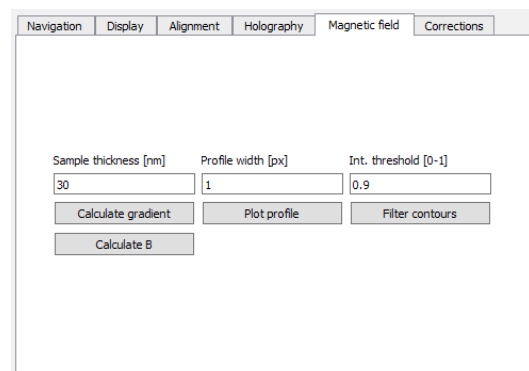 Navigation Display Alignment Holography Magnetic field Corrections
Sample thickness [nm] Profile width [px] Int. threshold [0-1]
30 1 0.9
Calculate gradient Plot profile Filter contours
Calculate B